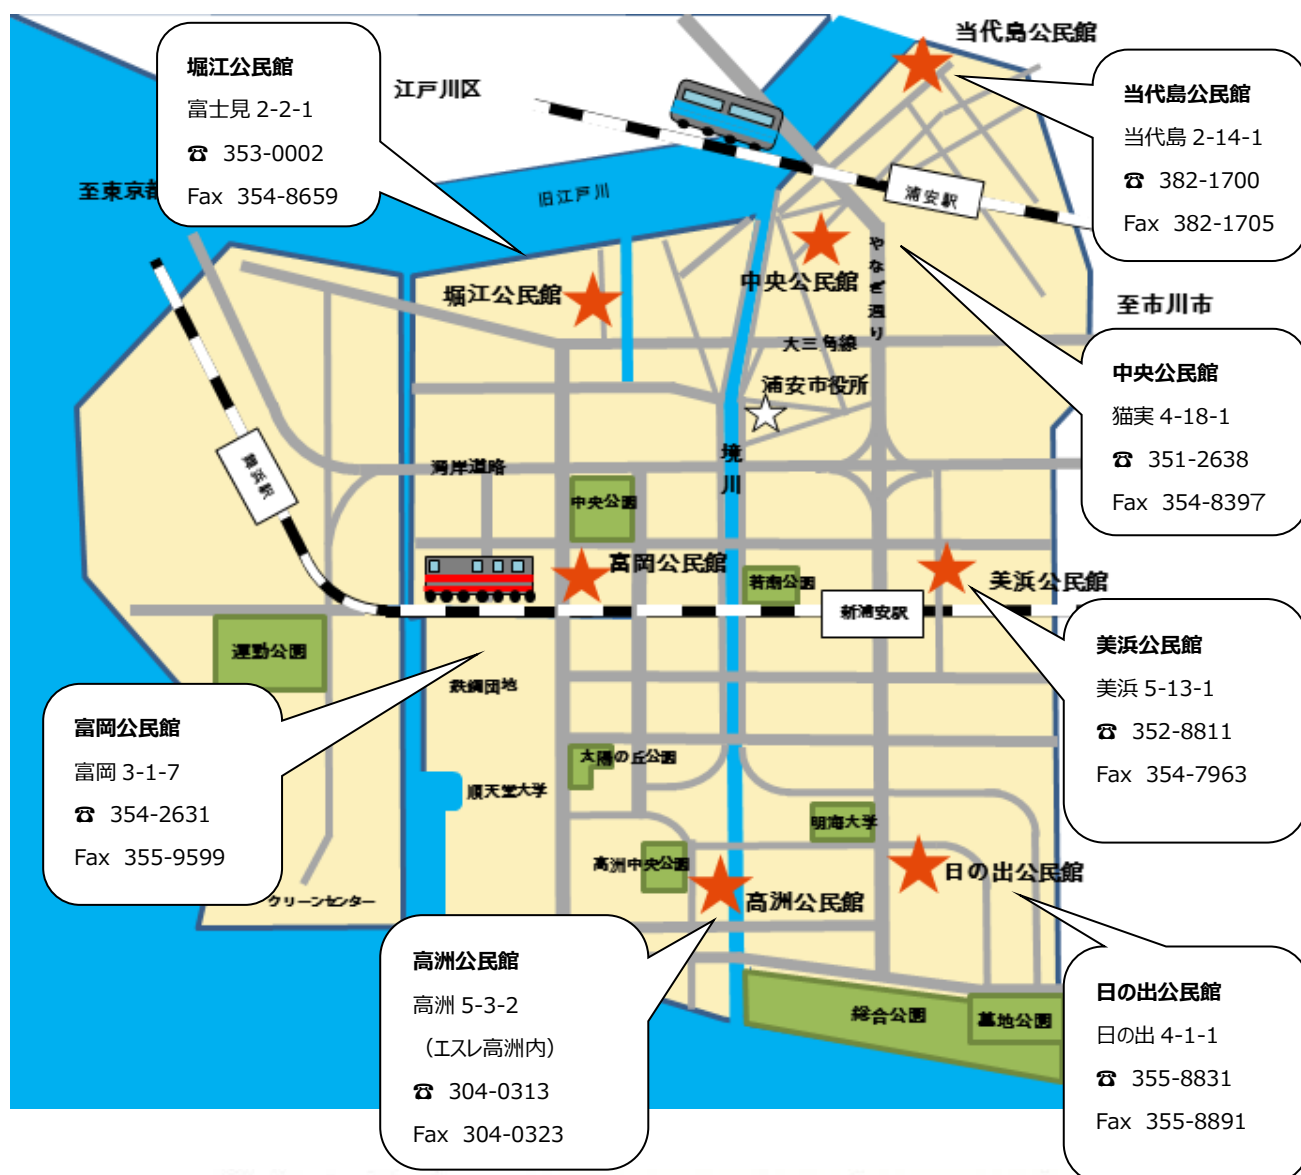 当代島公民館
堀江公民館
富士見 2-2-1
☎ 353-0002
Fax 354-8659
江戸川区
当代島公民館
当代島 2-14-1
☎ 382-1700
Fax 382-1705
至東京都
旧江戸川
浦安駅
やなぎ通り
中央公民館
堀江公民館
至市川市
大三角線
浦安市役所
中央公民館
猫実 4-18-1
☎ 351-2638
Fax 354-8397
舞浜駅
湾岸道路
境川
中央公園
富岡公民館
若潮公園
美浜公民館
新浦安駅
運動公園
鉄鋼団地
美浜公民館
美浜 5-13-1
☎ 352-8811
Fax 354-7963
富岡公民館
富岡 3-1-7
☎ 354-2631
Fax 355-9599
太陽の丘公園
順天堂大学
明海大学
高洲中央公園
日の出公民館
クリーンセンター
高洲公民館
高洲公民館
高洲 5-3-2
（エスレ高洲内）
☎ 304-0313
Fax 304-0323
総合公園
墓地公園
日の出公民館
日の出 4-1-1
☎ 355-8831
Fax 355-8891